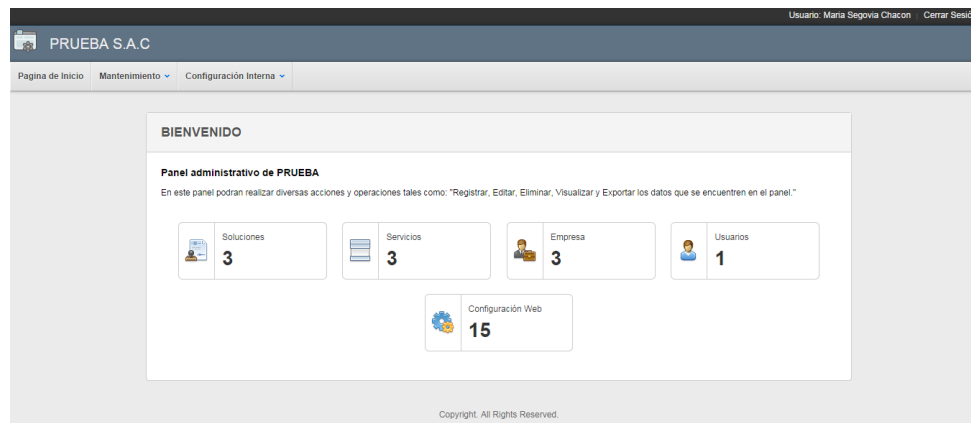 Usuario: Maria Segovia Chacon Cerrar Sesió
PRUEBA S.A.C
Pagina de Inicio Mantenimiento Configuración Interna
BIENVENIDO
Panel administrativo de PRUEBA
En este panel podran realizar diversas acciones y operaciones tales como: "Registrar, Editar, Eliminar, Visualizar y Exportar los datos que se encuentren en el panel."
Soluciones
3
Servicios
3
Empresa
3
Usuarios
1
Configuración Web
15
Copyright. All Rights Reserved.